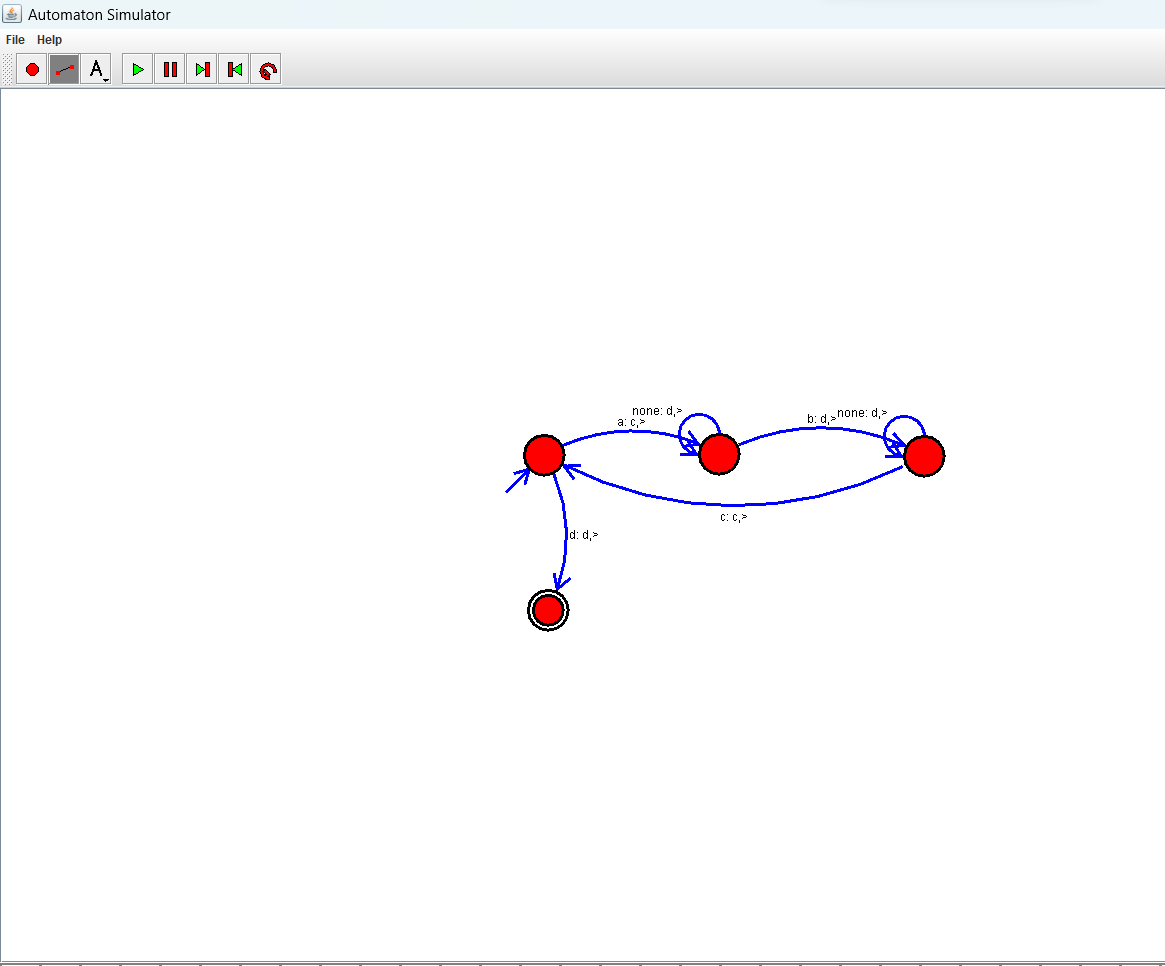 Automaton Simulator
File Help
A
none: d,>
a: c,>
b: d,>
none: d,>
c: c,>
d: d,>